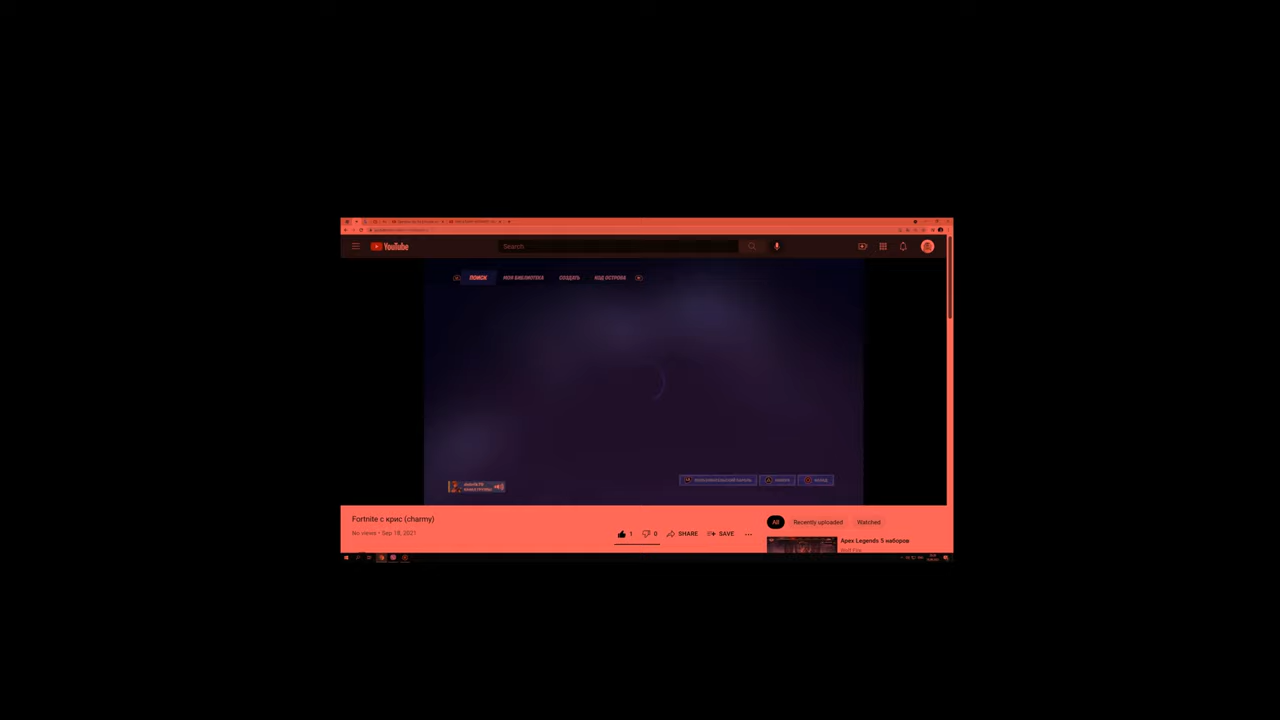 YouTube
Search
ПОИСК
МОЯ БИБЛИОТЕКА
СОЗДАТЬ
КОД ОСТРОВА
НАЗАД
Fortnite с крис (charmy)
No views • Sep 18, 2021
1
0
SHARE
SAVE
All
Recently uploaded
Watched
Apex Legends 5 наборов